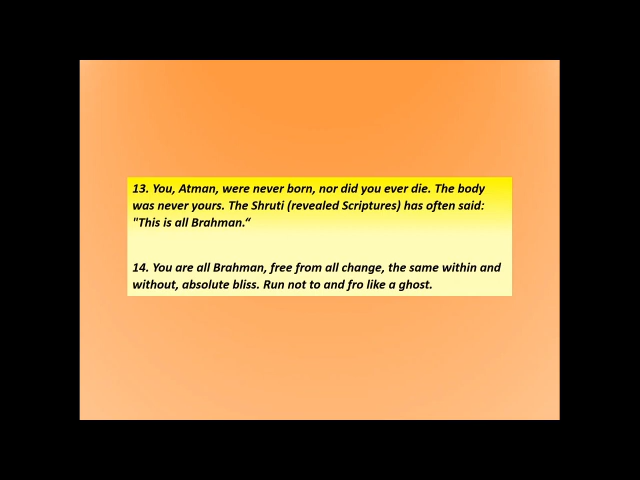 13. You, Atman, were never born, nor did you ever die. The body
was never yours. The Shruti (revealed Scriptures) has often said:
"This is all Brahman.“
14. You are all Brahman, free from all change, the same within and
without, absolute bliss. Run not to and fro like a ghost.